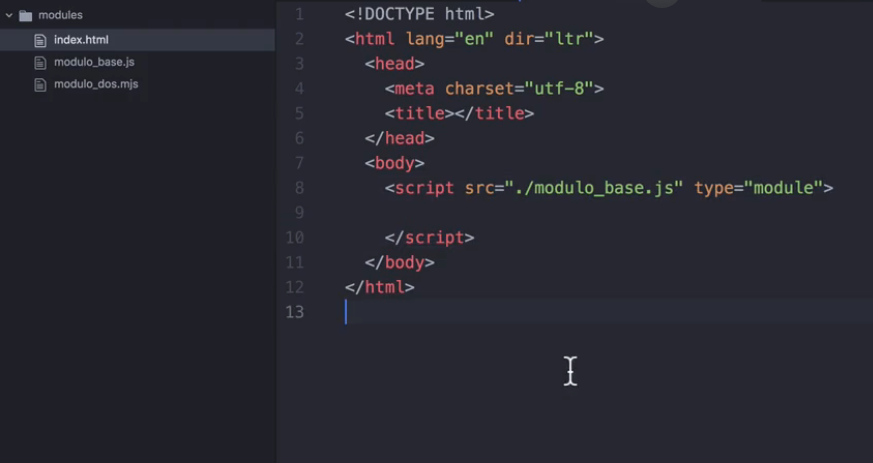 modules
index.html
modulo_base.js
modulo_dos.mjs
1 <!DOCTYPE html>
2 <html lang="en" dir="ltr">
3   <head>
4     <meta charset="utf-8">
5     <title></title>
6   </head>
7   <body>
8     <script src="./modulo_base.js" type="module">
9
10     </script>
11   </body>
12 </html>
13